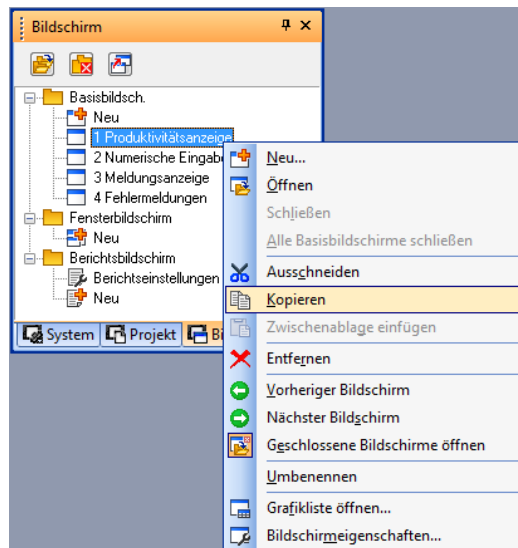 Bildschirm
Basisbildsch.
Neu
1 Produktivitätsanzeige
2 Numerische Eingab
3 Meldungsanzeige
4 Fehlermeldungen
Fensterbildschirm
Neu
Berichtsbildschirm
Berichtseinstellungen
Neu
System Projekt Bi
Neu...
Öffnen
Schließen
Alle Basisbildschirme schließen
Ausschneiden
Kopieren
Zwischenablage einfügen
Entfernen
Vorheriger Bildschirm
Nächster Bildschirm
Geschlossene Bildschirme öffnen
Umbenennen
Grafikliste öffnen...
Bildschirmeigenschaften...